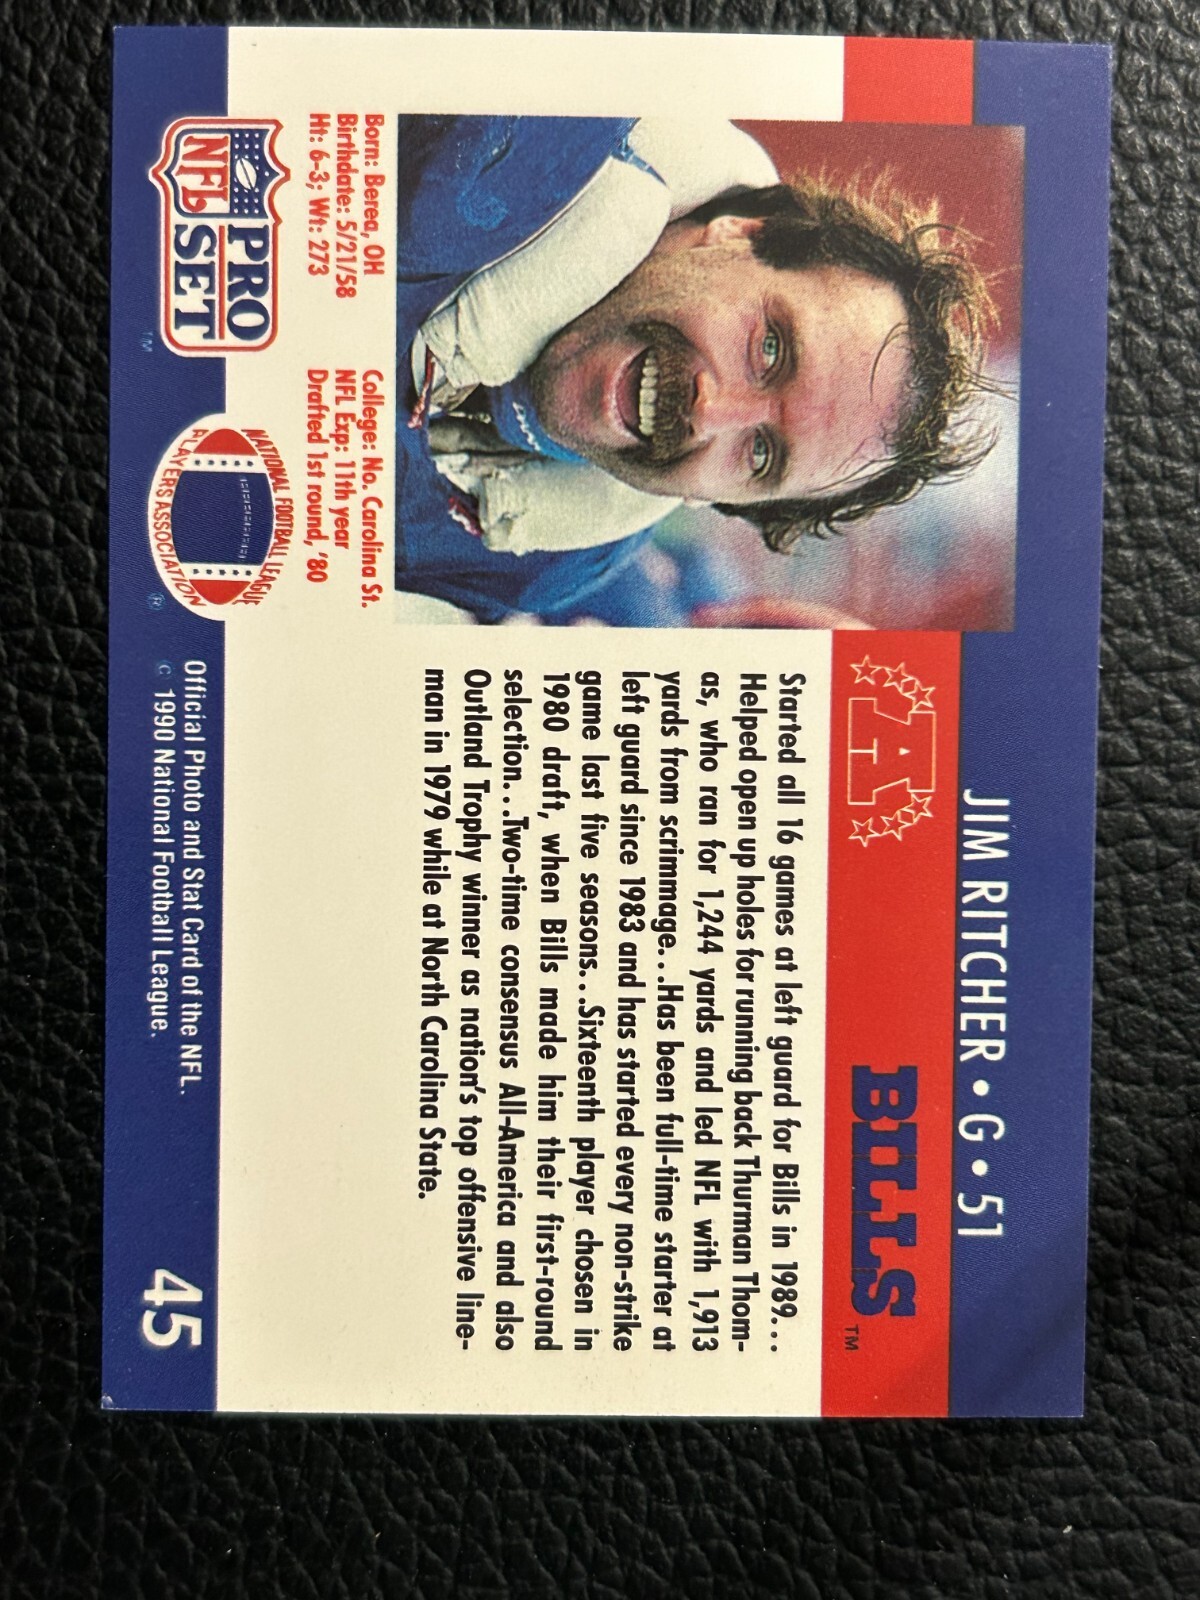 JIM RITCHER • G • 51
A
BILLS™
Started all 16 games at left guard for Bills in 1989...
Helped open up holes for running back Thurman Thom-
as, who ran for 1,244 yards and led NFL with 1,913
yards from scrimmage...Has been full-time starter at
left guard since 1983 and has started every non-strike
game last five seasons...Sixteenth player chosen in
1980 draft, when Bills made him their first-round
selection...Two-time consensus All-America and also
Outland Trophy winner as nation's top offensive line-
man in 1979 while at North Carolina State.
Born: Berea, OH
Birthdate: 5/21/58
Ht: 6-3; Wt: 273
College: No. Carolina St.
NFL Exp: 11th year
Drafted 1st round, '80
NFL
PRO
SET™
NATIONAL FOOTBALL LEAGUE
PLAYERS ASSOCIATION ®
Official Photo and Stat Card of the NFL.
© 1990 National Football League.
45